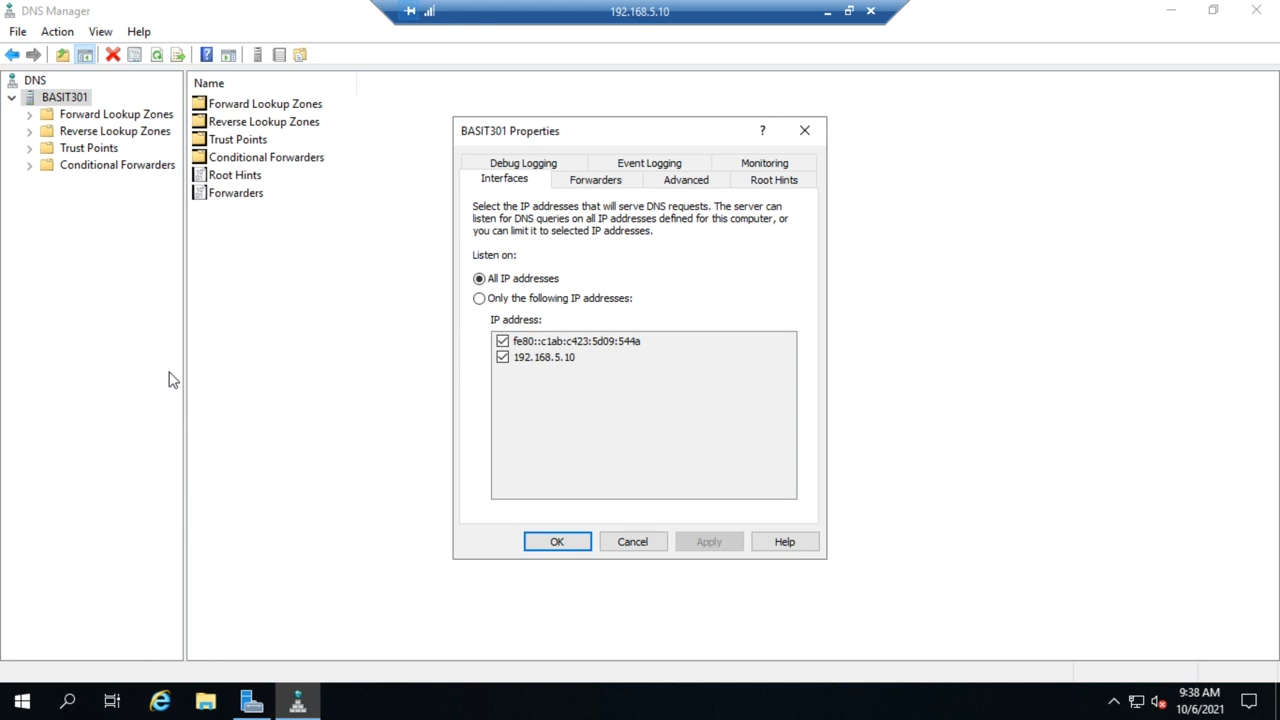 DNS Manager
192.168.5.10
File Action View Help
DNS
BASIT301
Forward Lookup Zones
Reverse Lookup Zones
Trust Points
Conditional Forwarders
Name
Forward Lookup Zones
Reverse Lookup Zones
Trust Points
Conditional Forwarders
Root Hints
Forwarders
BASIT301 Properties
Debug Logging Event Logging Monitoring
Interfaces Forwarders Advanced Root Hints
Select the IP addresses that will serve DNS requests. The server can
listen for DNS queries on all IP addresses defined for this computer, or
you can limit it to selected IP addresses.
Listen on:
All IP addresses
Only the following IP addresses:
IP address:
fe80::c1ab:c423:5d09:544a
192.168.5.10
OK Cancel Apply Help
9:38 AM
10/6/2021